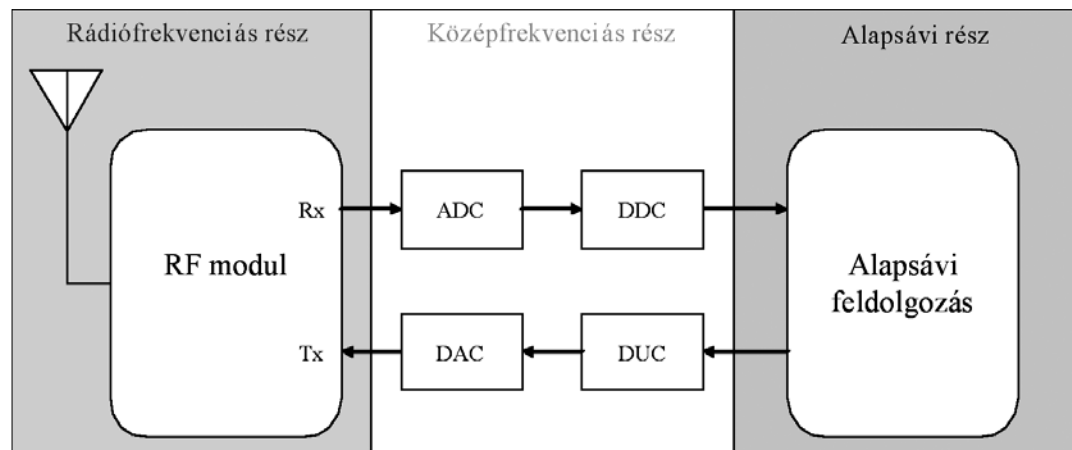 Rádiófrekvenciás rész
Középfrekvenciás rész
Alapsávi rész
Rx
ADC
DDC
RF modul
Alapsávi
feldolgozás
Tx
DAC
DUC